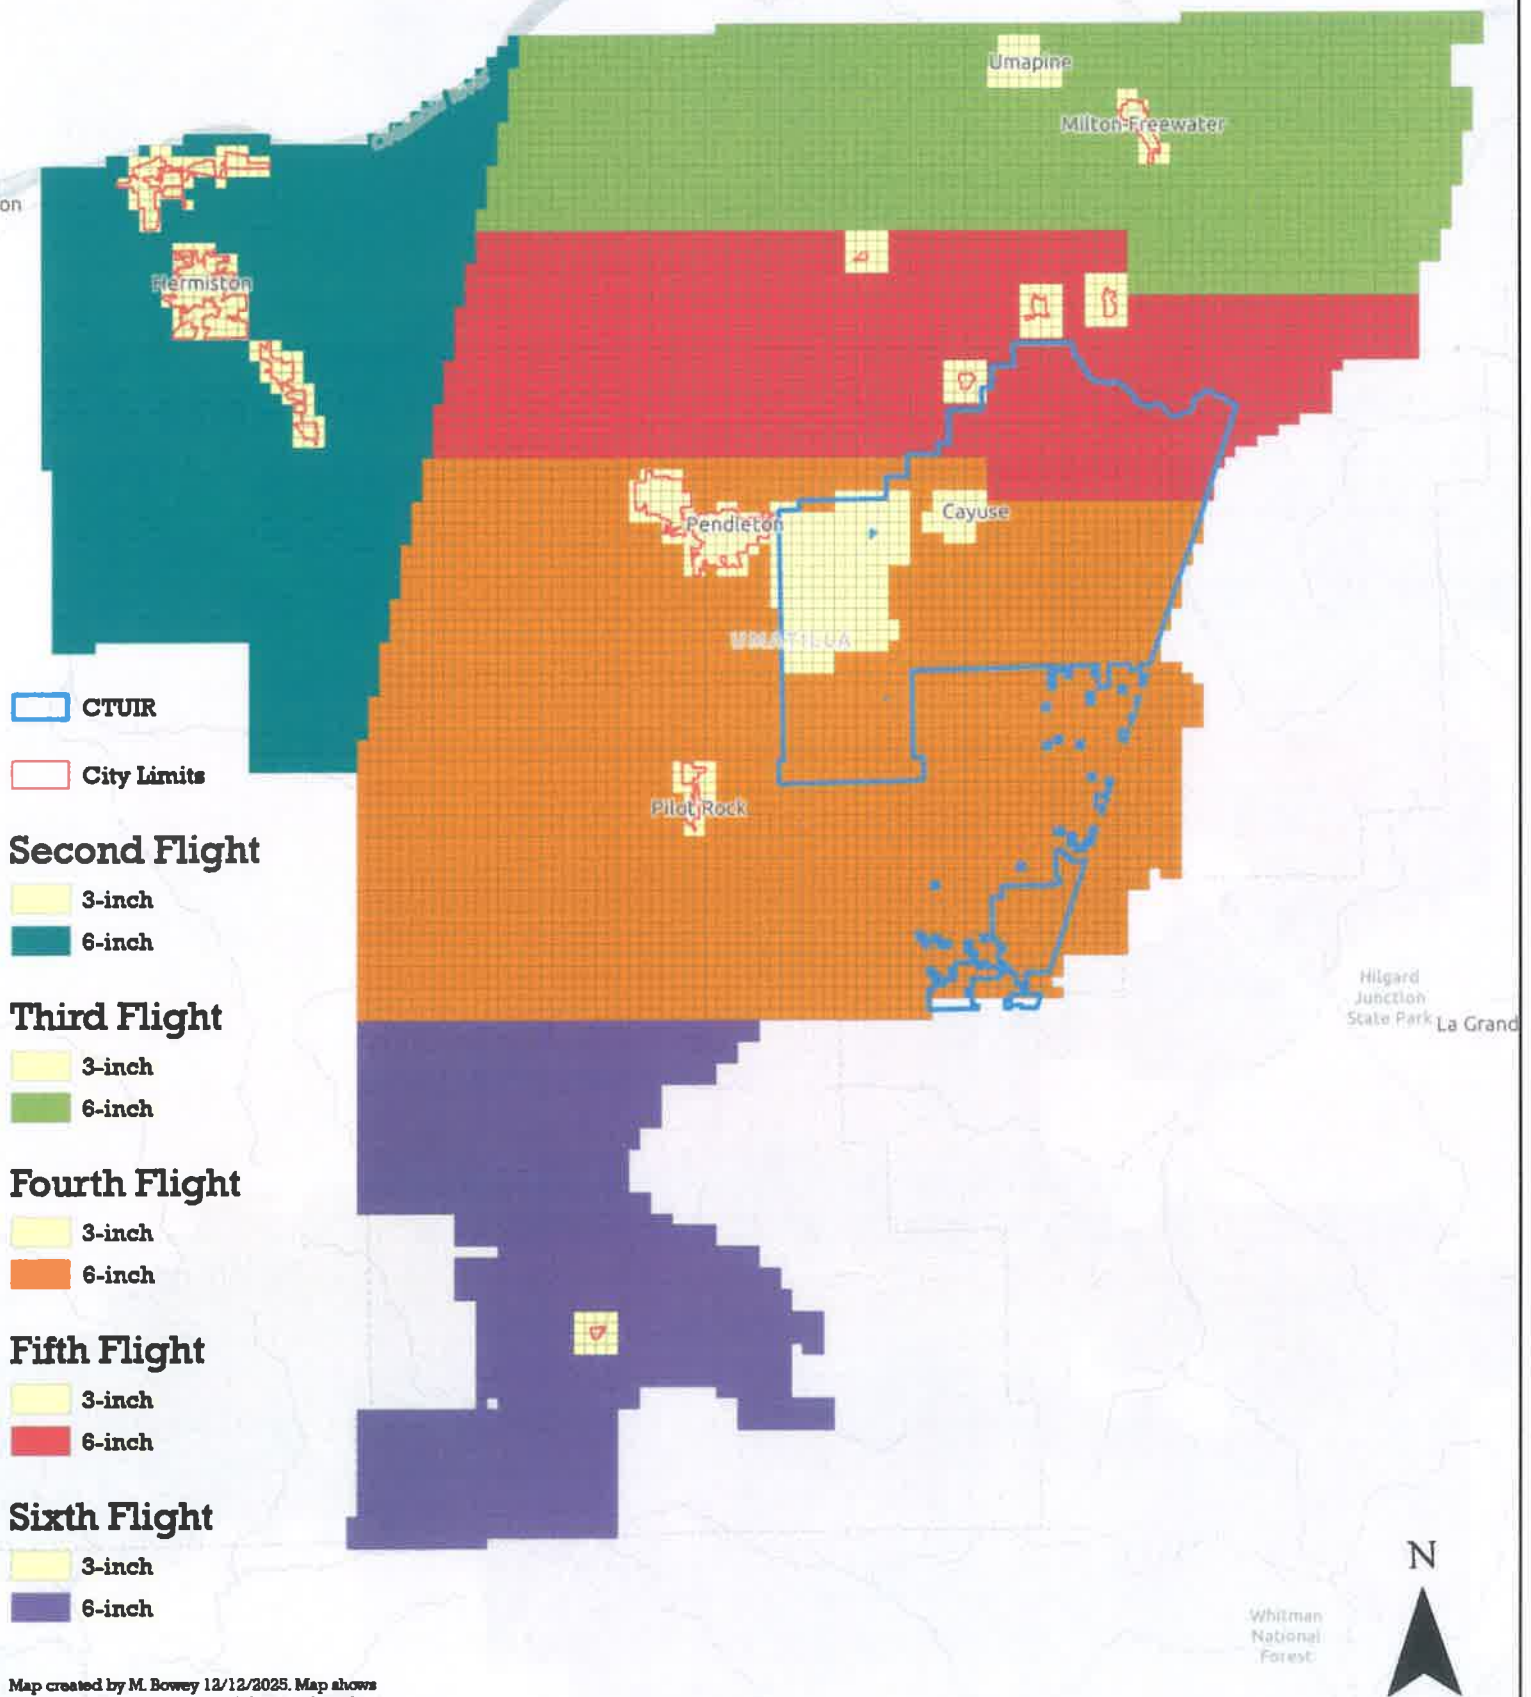 Umapine
Milton-Freewater
on
Hermiston
Pendleton
Cayuse
UMATILLA
CTUIR
City Limits
Pilot Rock
Second Flight
3-inch
6-inch
Third Flight
3-inch
6-inch
Fourth Flight
3-inch
6-inch
Fifth Flight
3-inch
6-inch
Sixth Flight
3-inch
6-inch
Hilgard
Junction
State Park
La Grand
N
Whitman
National
Forest
Map created by M. Bowey 12/12/2025. Map shows